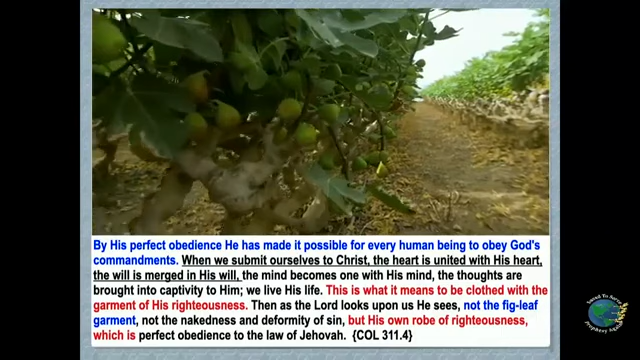 By His perfect obedience He has made it possible for every human being to obey God's
commandments. When we submit ourselves to Christ, the heart is united with His heart,
the will is merged in His will, the mind becomes one with His mind, the thoughts are
brought into captivity to Him; we live His life. This is what it means to be clothed with the
garment of His righteousness. Then as the Lord looks upon us He sees, not the fig-leaf
garment, not the nakedness and deformity of sin, but His own robe of righteousness,
which is perfect obedience to the law of Jehovah. {COL 311.4}